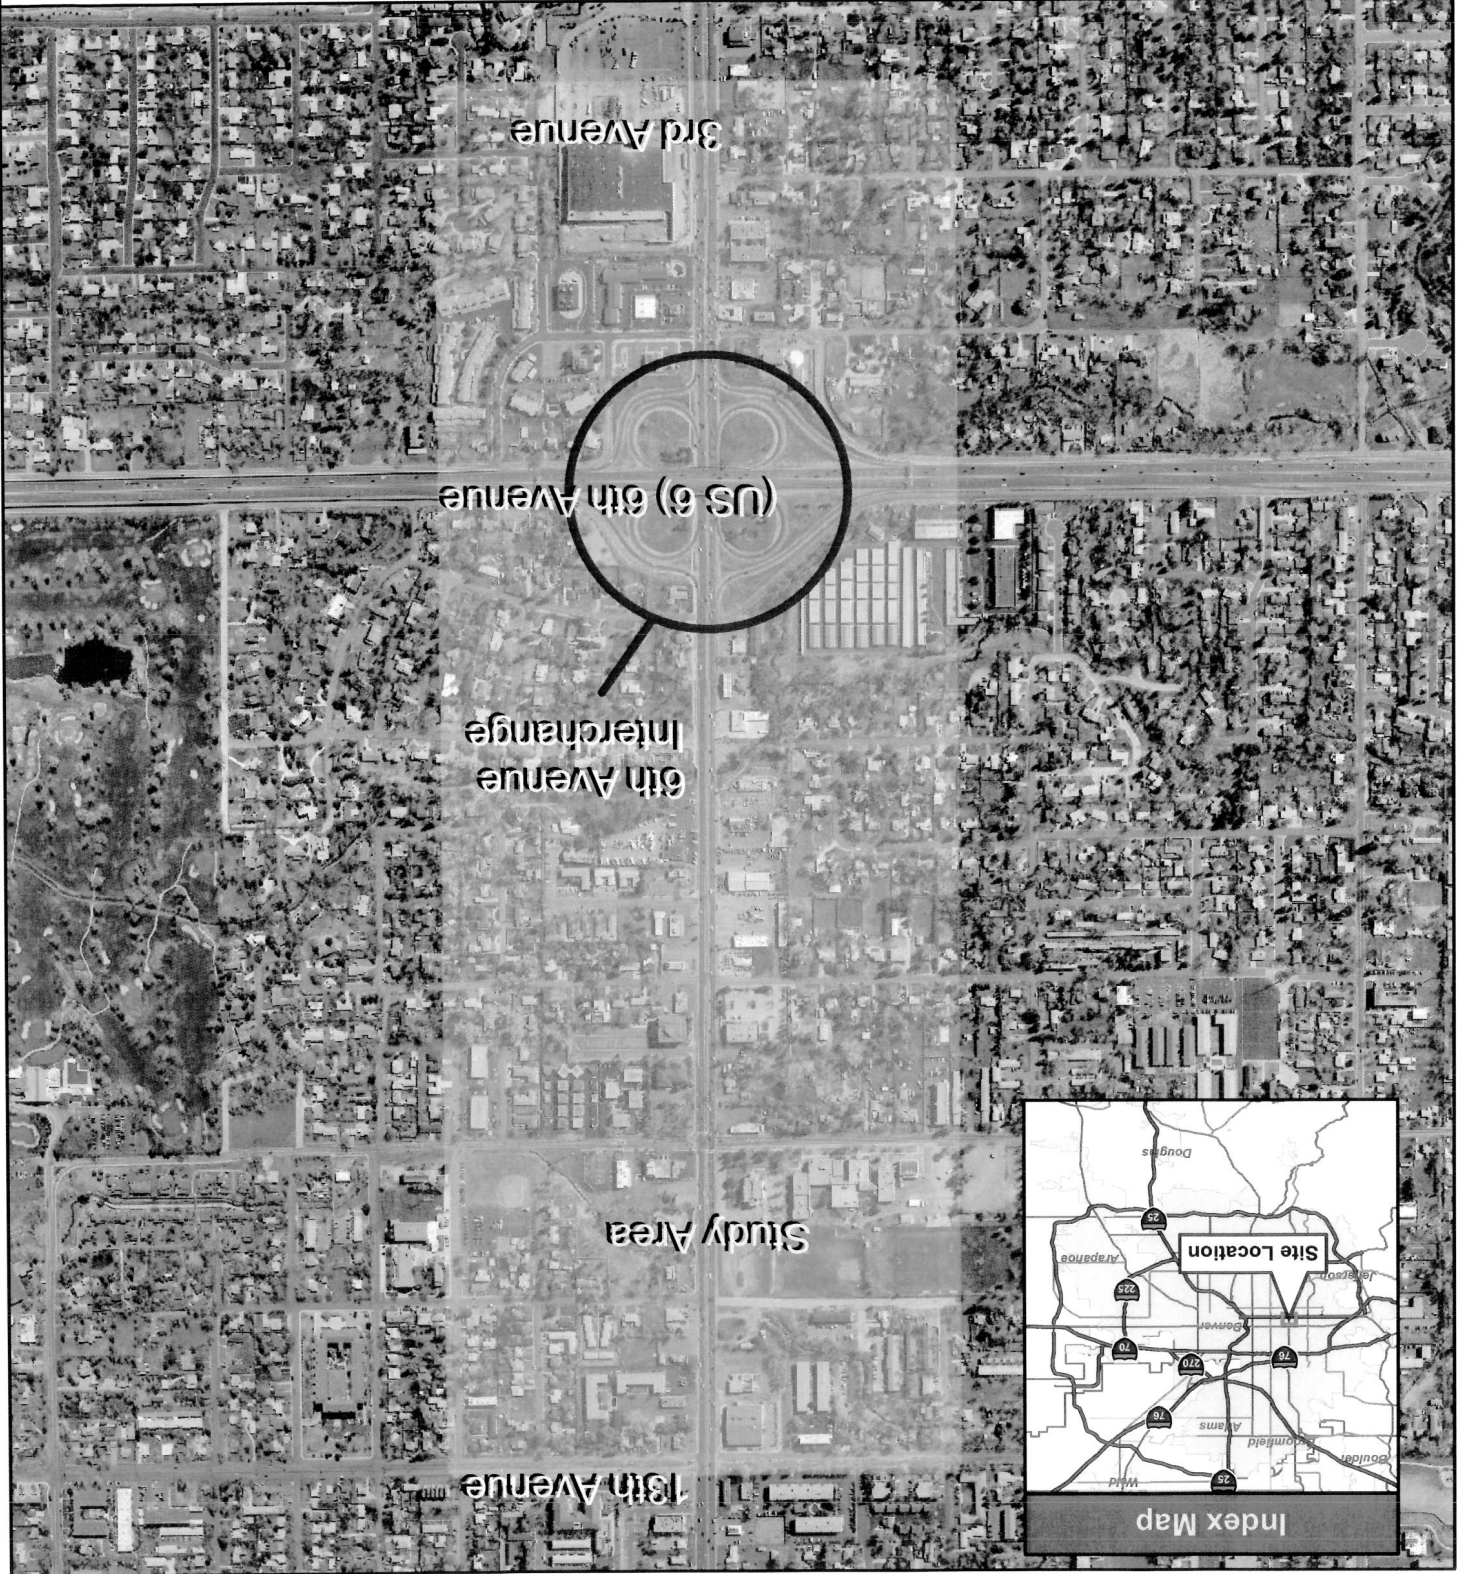 13th Avenue
Study Area
6th Avenue
Interchange
(US 6) 6th Avenue
3rd Avenue
Index Map
25
Weld
Boulder
Broomfield
Adams
76
76
270
70
Denver
225
Jefferson
Site Location
Arapahoe
25
Douglas